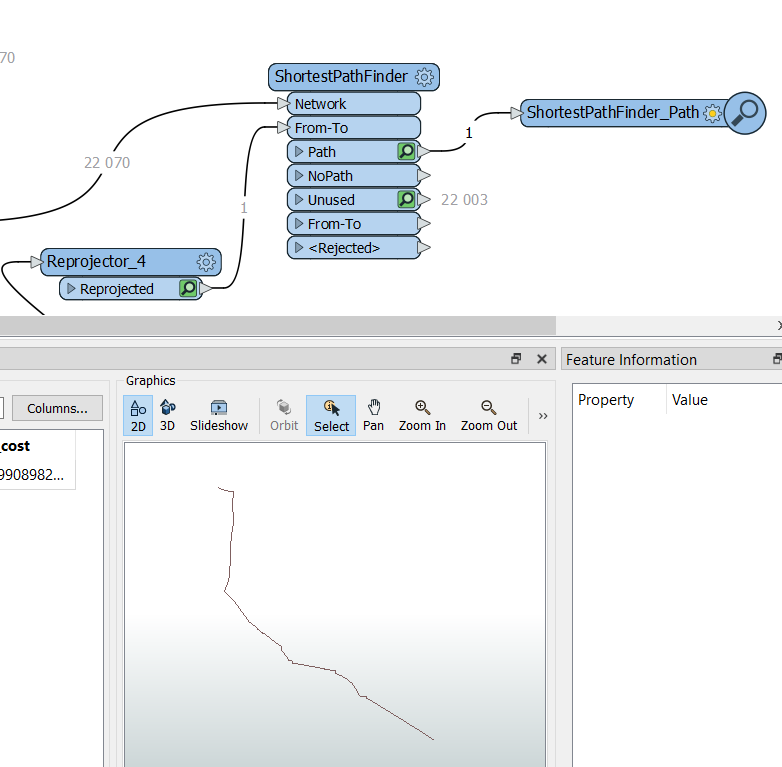 70
ShortestPathFinder
Network
ShortestPathFinder_Path
From-To
1
Path
22 070
NoPath
Unused
22 003
1
From-To
<Rejected>
Reprojector_4
Reprojected
Feature Information
Graphics
Columns...
Property
Value
2D
3D
Slideshow
Orbit
Select
Pan
Zoom In
Zoom Out
»
_cost
9908982...